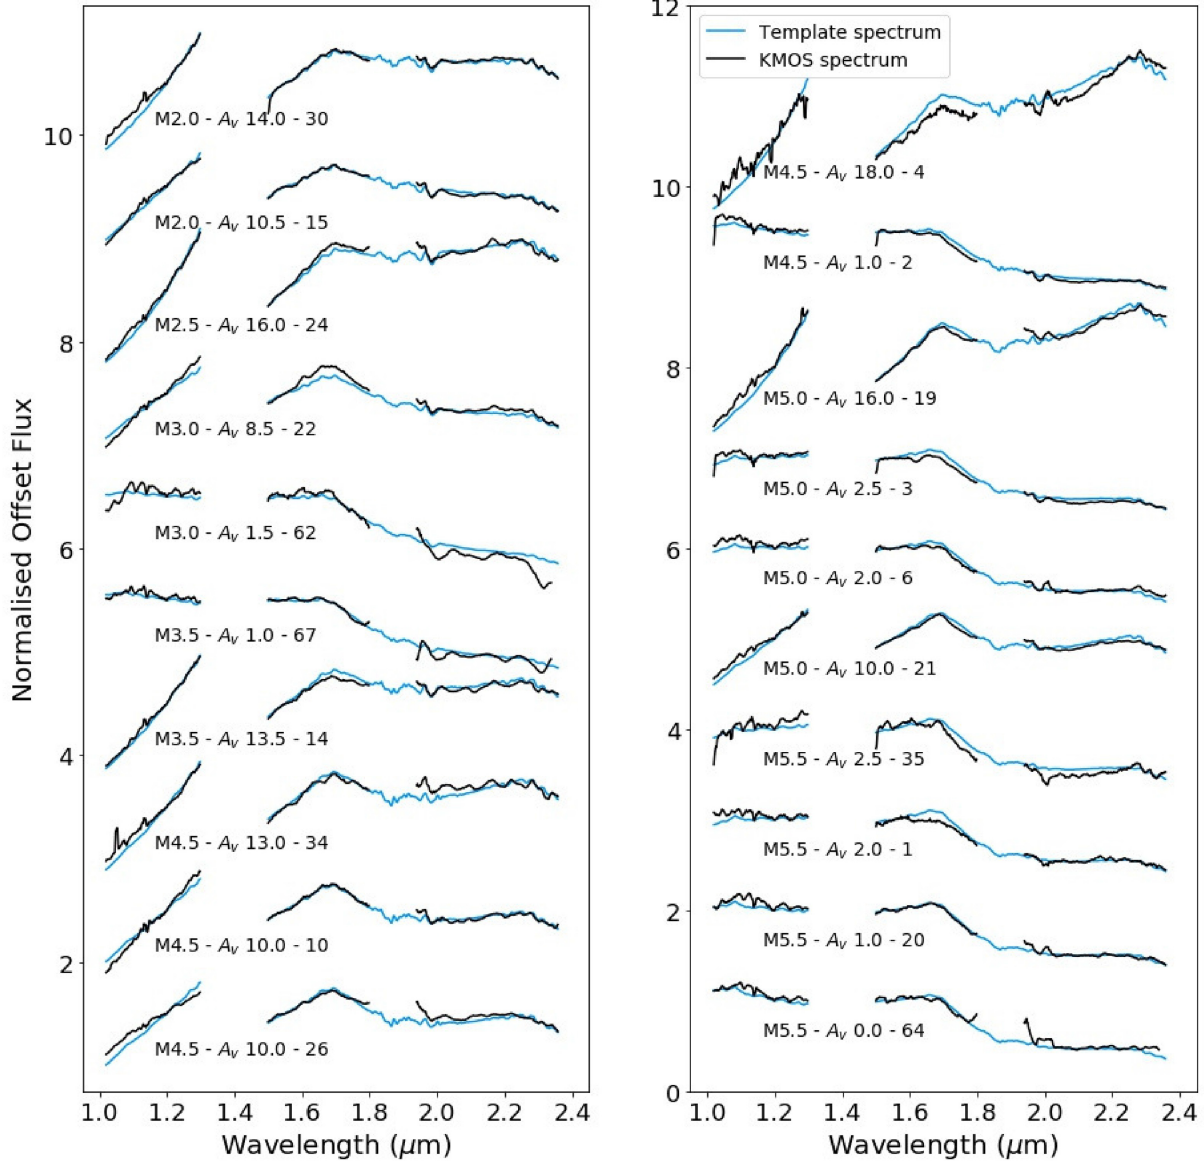 Normalised Offset Flux
10
8
6
4
2
M2.0 - Av 14.0 - 30
M2.0 - Av 10.5 - 15
M2.5 - Av 16.0 - 24
M3.0 - Av 8.5 - 22
M3.0 - Av 1.5 - 62
M3.5 - Av 1.0 - 67
M3.5 - Av 13.5 - 14
M4.5 - Av 13.0 - 34
M4.5 - Av 10.0 - 10
M4.5 - Av 10.0 - 26
1.0 1.2 1.4 1.6 1.8 2.0 2.2 2.4
Wavelength (μm)
12
10
8
6
4
2
0
Template spectrum
KMOS spectrum
M4.5 - Av 18.0 - 4
M4.5 - Av 1.0 - 2
M5.0 - Av 16.0 - 19
M5.0 - Av 2.5 - 3
M5.0 - Av 2.0 - 6
M5.0 - Av 10.0 - 21
M5.5 - Av 2.5 - 35
M5.5 - Av 2.0 - 1
M5.5 - Av 1.0 - 20
M5.5 - Av 0.0 - 64
1.0 1.2 1.4 1.6 1.8 2.0 2.2 2.4
Wavelength (μm)